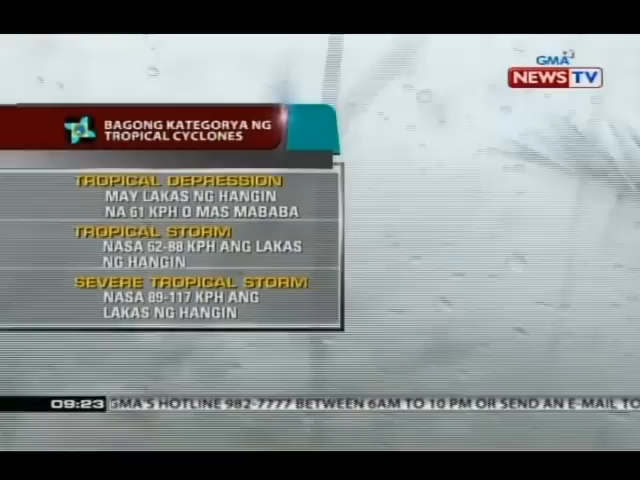 GMA
NEWS TV
BAGONG KATEGORYA NG
TROPICAL CYCLONES
TROPICAL DEPRESSION
MAY LAKAS NG HANGIN
NA 61 KPH O MAS MABABA
TROPICAL STORM
NASA 62-88 KPH ANG LAKAS
NG HANGIN
SEVERE TROPICAL STORM
NASA 89-117 KPH ANG
LAKAS NG HANGIN
09:23 GMA'S HOTLINE 982-7777 BETWEEN 6AM TO 10 PM OR SEND AN E-MAIL TO